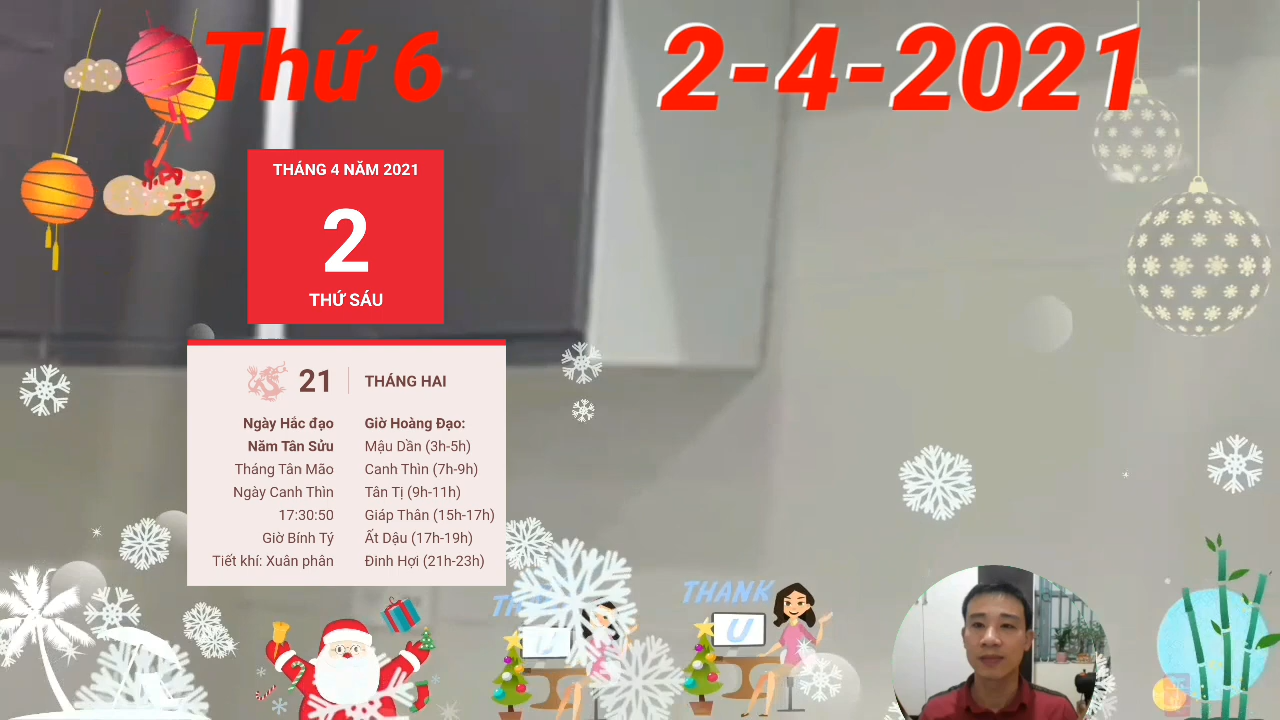 Thứ 6
2-4-2021
納
福
THÁNG 4 NĂM 2021
2
THỨ SÁU
21
THÁNG HAI
Ngày Hắc đạo
Năm Tân Sửu
Tháng Tân Mão
Ngày Canh Thìn
17:30:50
Giờ Bính Tý
Tiết khí: Xuân phân
Giờ Hoàng Đạo:
Mậu Dần (3h-5h)
Canh Thìn (7h-9h)
Tân Tị (9h-11h)
Giáp Thân (15h-17h)
Ất Dậu (17h-19h)
Đinh Hợi (21h-23h)
THANK
U